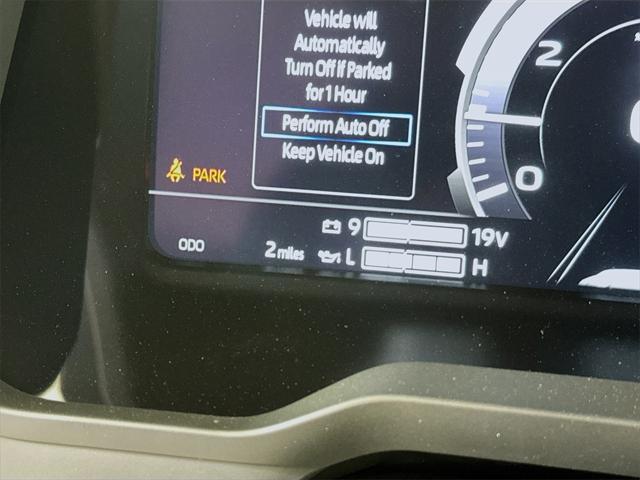 Vehicle will
Automatically
Turn Off if Parked
for 1 Hour
Perform Auto Off
Keep Vehicle On
2
0
PARK
9 19V
ODO 2 miles L H